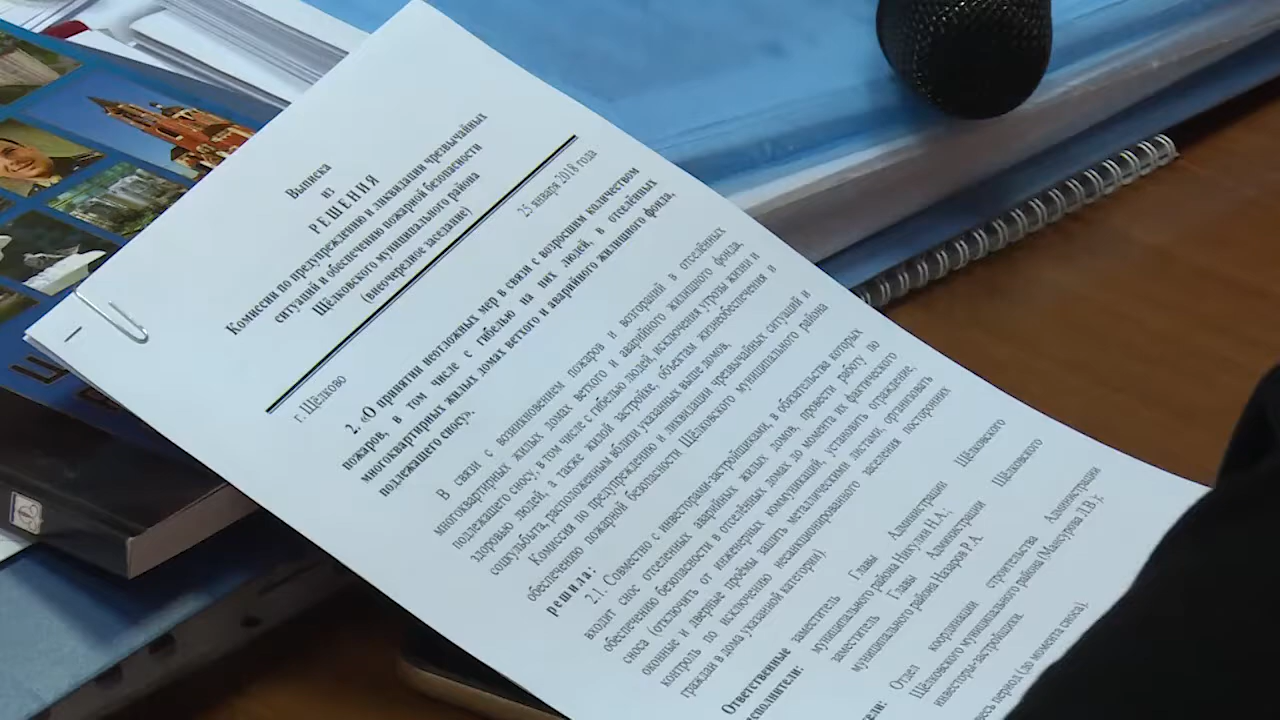 Выписка
из
РЕШЕНИЯ
Комиссии по предупреждению и ликвидации чрезвычайных
ситуаций и обеспечению пожарной безопасности
Щёлковского муниципального района
(внеочередное заседание)
г. Щёлково 25 января 2018 года
2. «О принятии неотложных мер в связи с возросшим количеством
пожаров, в том числе с гибелью на них людей, в отселённых
многоквартирных жилых домах ветхого и аварийного жилищного фонда,
подлежащего сносу».
В связи с возникновением пожаров и возгораний в отселённых
многоквартирных жилых домах ветхого и аварийного жилищного фонда,
подлежащего сносу, в том числе с гибелью людей, исключения угрозы жизни и
здоровью людей, а также жилой застройке, объектам жизнеобеспечения и
соцкультбыта, расположенным вблизи указанных выше домов,
Комиссия по предупреждению и ликвидации чрезвычайных ситуаций и
обеспечению пожарной безопасности Щёлковского муниципального района
решила:
2.1. Совместно с инвесторами-застройщиками, в обязательства которых
входит снос отселенных аварийных жилых домов, провести работу по
обеспечению безопасности в отселённых домах до момента их фактического
сноса (отключить от инженерных коммуникаций, установить ограждение,
оконные и дверные проёмы зашить металлическими листами, организовать
контроль по исключению несанкционированного заселения посторонних
граждан в дома указанной категории).
Ответственные заместитель Главы Администрации Щёлковского
исполнители: муниципального района Никулин Н.А.;
заместитель Главы Администрации Щёлковского
муниципального района Назаров Р.А.
Отдел координации строительства Администрации
Щёлковского муниципального района (Мансурова Л.В.);
инвесторы-застройщики.
весь период (до момента сноса).